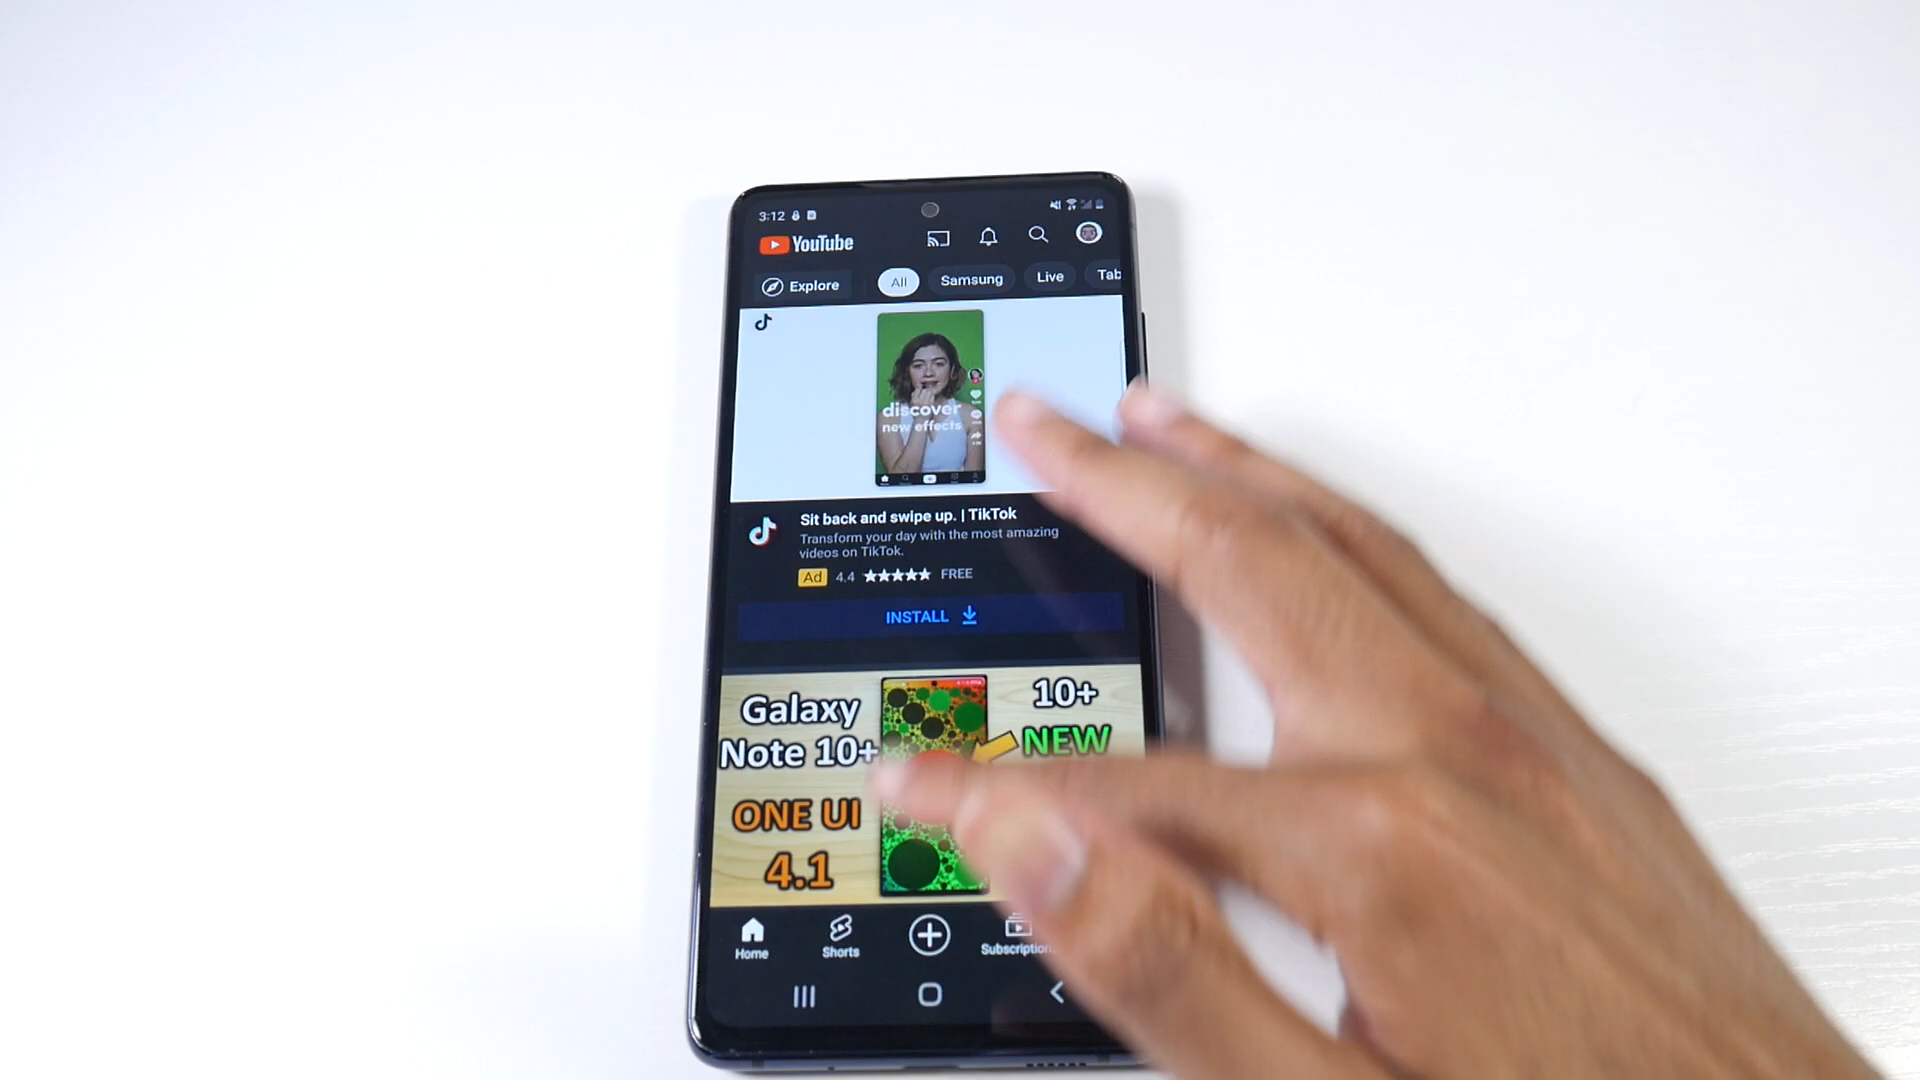 3:12
YouTube
Explore
All
Samsung
Live
Tab
discover
new effects
Sit back and swipe up. | TikTok
Transform your day with the most amazing
videos on TikTok.
Ad 4.4 FREE
INSTALL
Galaxy
Note 10+
ONE UI
4.1
10+
NEW
Home
Shorts
Subscription